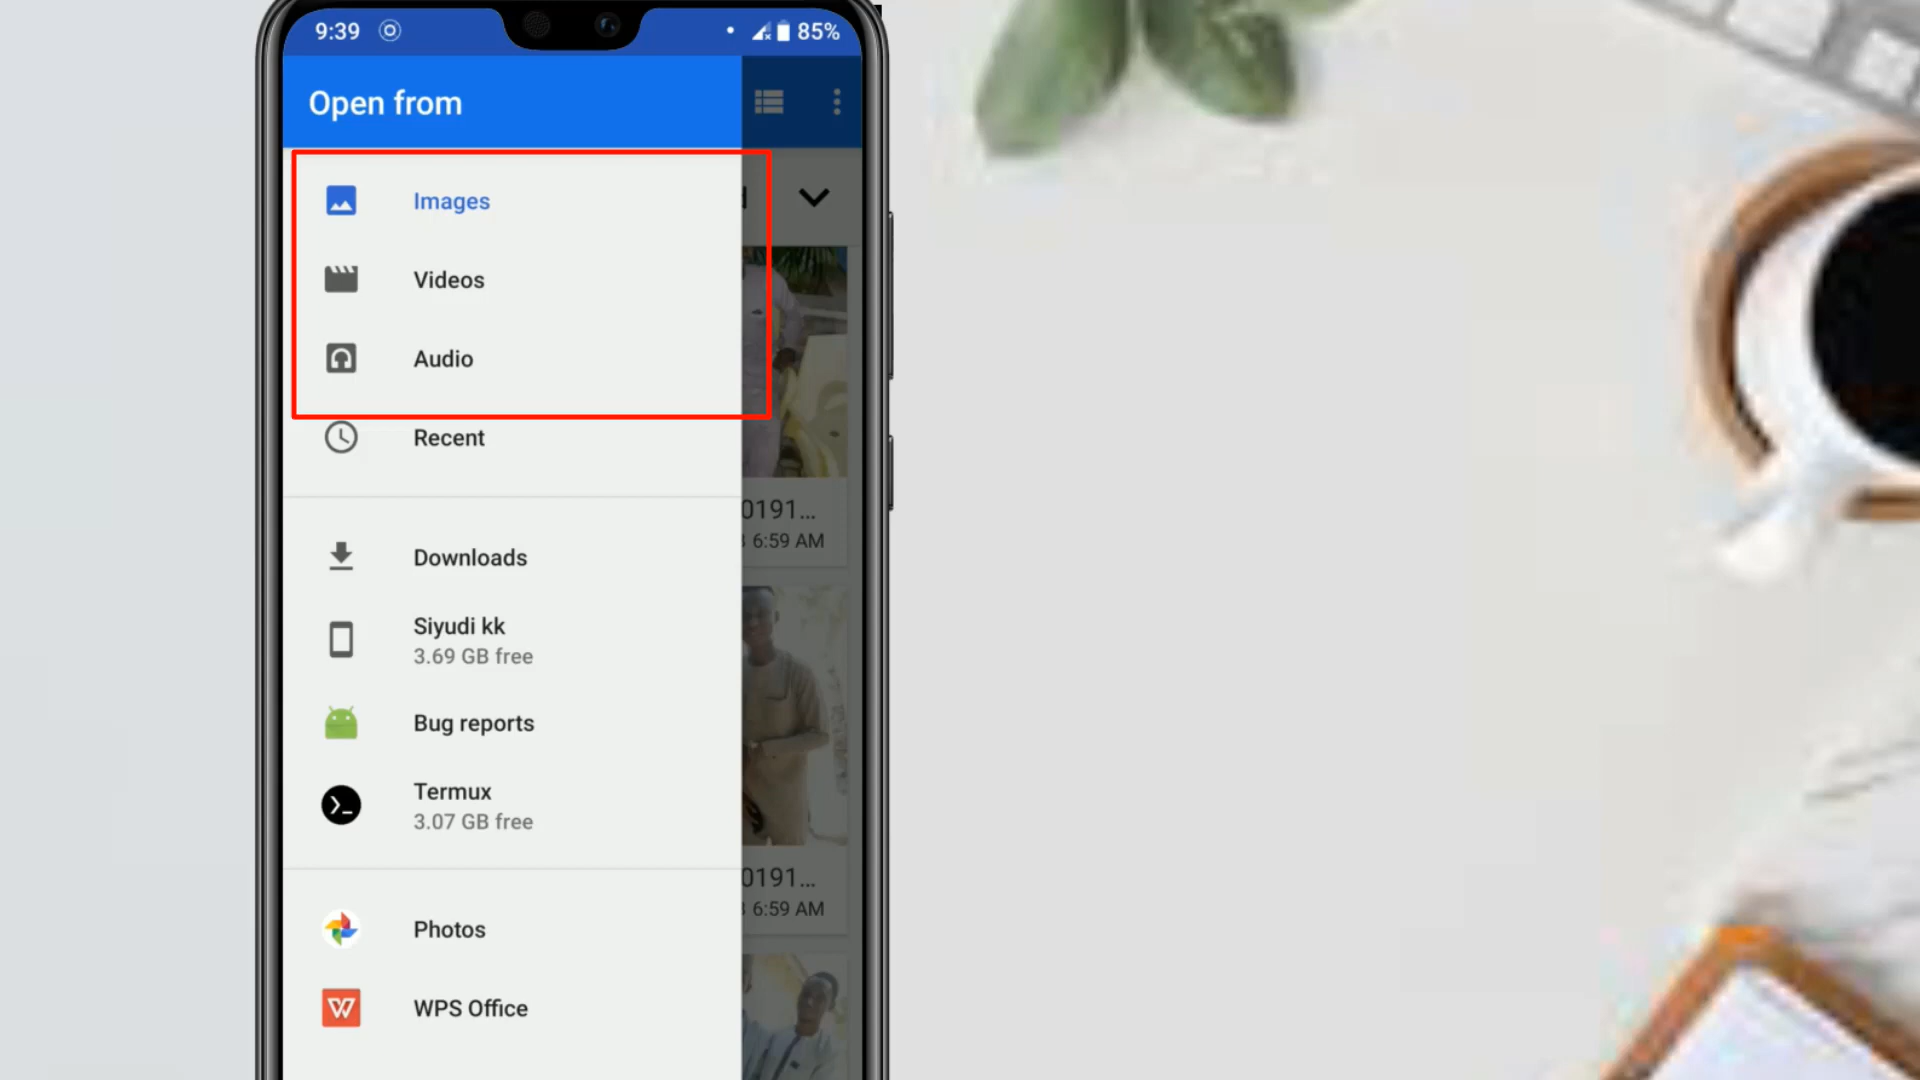 9:39
85%
Open from
Images
Videos
Audio
Recent
0191...
6:59 AM
Downloads
Siyudi kk
3.69 GB free
Bug reports
Termux
3.07 GB free
0191...
6:59 AM
Photos
WPS Office